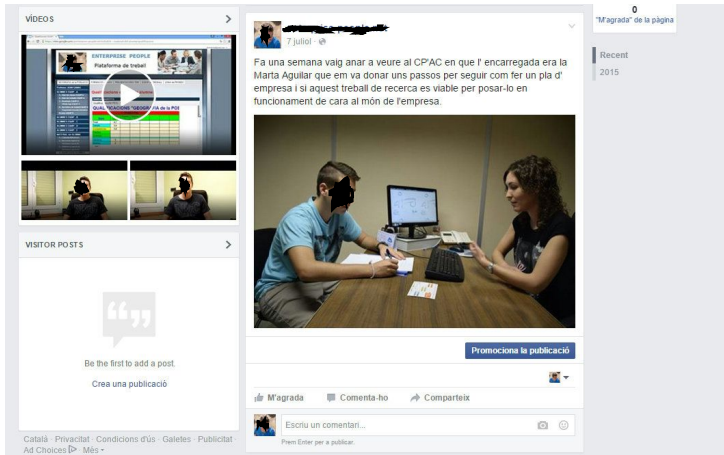 VÍDEOS
ENTERPRISE PEOPLE
Plataforma de treball
VISITOR POSTS
Be the first to add a post.
Crea una publicació
Català · Privacitat · Condicions d'ús · Galetes · Publicitat ·
Ad Choices · Més
7 juliol ·
Fa una semana vaig anar a veure al CP'AC en que l' encarregada era la
Marta Aguilar que em va donar uns passos per seguir com fer un pla d'
empresa i si aquest treball de recerca es viable per posar-lo en
funcionament de cara al món de l'empresa.
Promociona la publicació
M'agrada Comenta-ho Comparteix
Escriu un comentari...
Prem Enter per a publicar.
0
"M'agrada" de la pàgina
Recent
2015